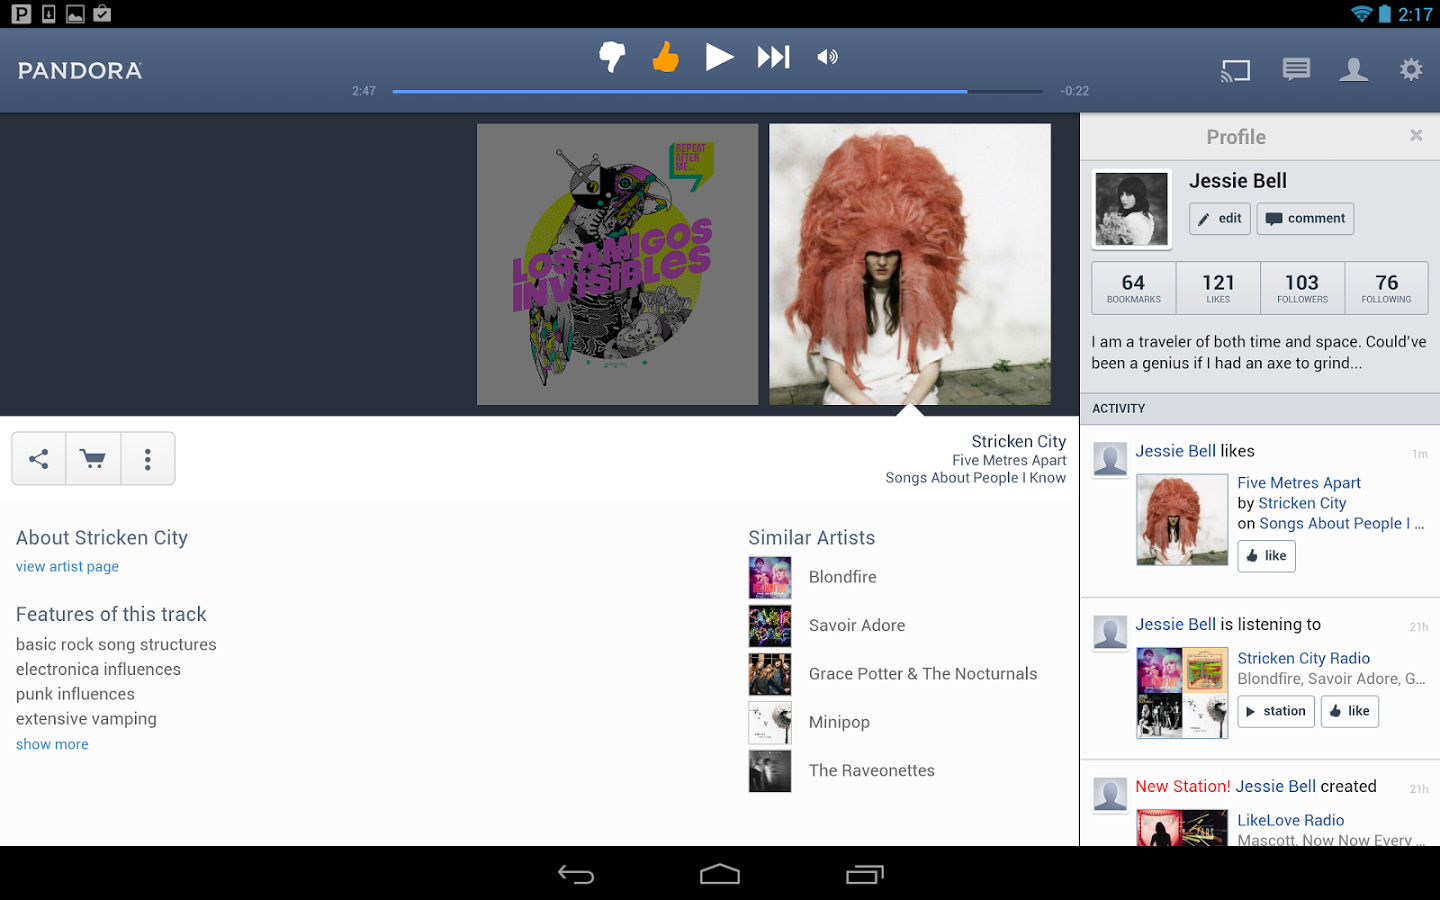 2:17
PANDORA
2:47
-0:22
REPEAT
AFTER
ME...
LOS AMIGOS
INVISIBLES
Stricken City
Five Metres Apart
Songs About People I Know
About Stricken City
view artist page
Features of this track
basic rock song structures
electronica influences
punk influences
extensive vamping
show more
Similar Artists
Blondfire
Savoir Adore
Grace Potter & The Nocturnals
Minipop
The Raveonettes
Profile
Jessie Bell
edit
comment
64 121 103 76
BOOKMARKS LIKES FOLLOWERS FOLLOWING
I am a traveler of both time and space. Could've
been a genius if I had an axe to grind...
ACTIVITY
Jessie Bell likes 1m
Five Metres Apart
by Stricken City
on Songs About People I ...
like
Jessie Bell is listening to 21h
Stricken City Radio
Blondfire, Savoir Adore, G...
station like
New Station! Jessie Bell created 21h
LikeLove Radio
Mascott, Now Now Every ...